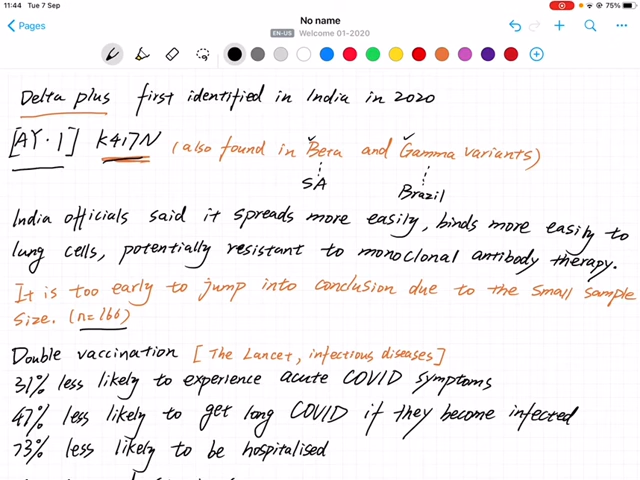 11:44 Tue 7 Sep
75%
No name
Pages
EN-US Welcome 01-2020
Delta plus first identified in India in 2020
[AY.1] K417N (also found in Beta and Gamma variants)
SA
Brazil
India officials said it spreads more easily, binds more easily to
lung cells, potentially resistant to monoclonal antibody therapy.
It is too early to jump into conclusion due to the small sample
size. (n=166)
Double vaccination [The Lancet, infectious diseases]
31% less likely to experience acute COVID symptoms
47% less likely to get long COVID if they become infected
73% less likely to be hospitalised